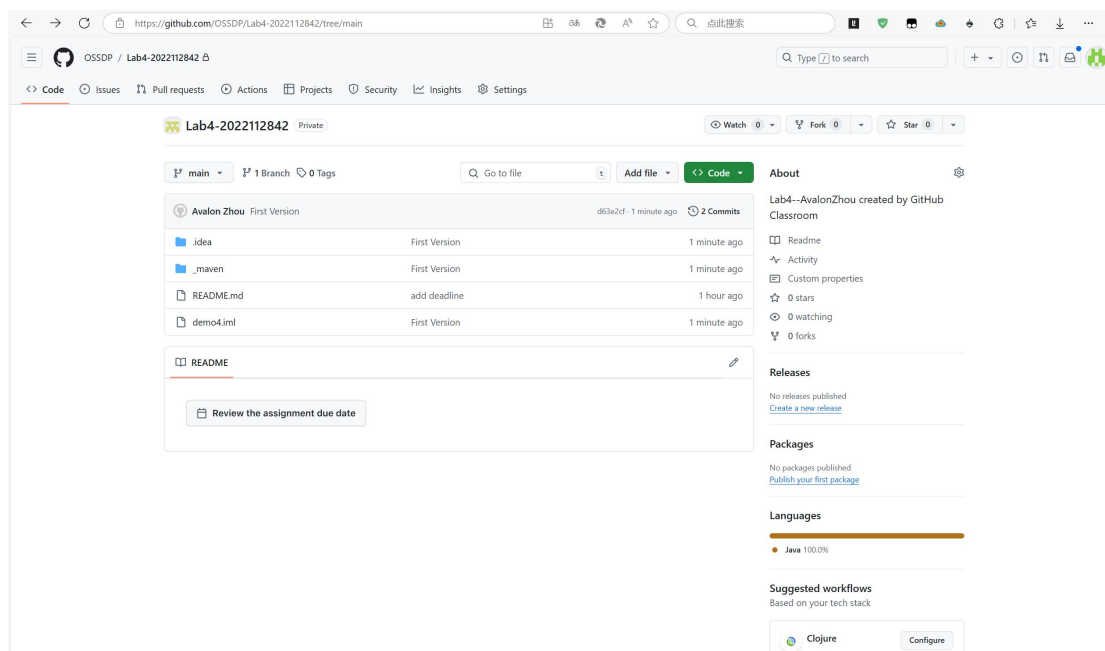 https://github.com/OSSDP/Lab4-2022112842/tree/main
点此搜索
OSSDP / Lab4-2022112842
Type / to search
Code Issues Pull requests Actions Projects Security Insights Settings
Lab4-2022112842 Private
Watch 0 Fork 0 Star 0
main 1 Branch 0 Tags
Go to file t
Add file
Code
Avalon Zhou First Version d63e2cf · 1 minute ago 2 Commits
.idea First Version 1 minute ago
_maven First Version 1 minute ago
README.md add deadline 1 hour ago
demo4.iml First Version 1 minute ago
README
Review the assignment due date
About
Lab4--AvalonZhou created by GitHub
Classroom
Readme
Activity
Custom properties
0 stars
0 watching
0 forks
Releases
No releases published
Create a new release
Packages
No packages published
Publish your first package
Languages
Java 100.0%
Suggested workflows
Based on your tech stack
Clojure Configure